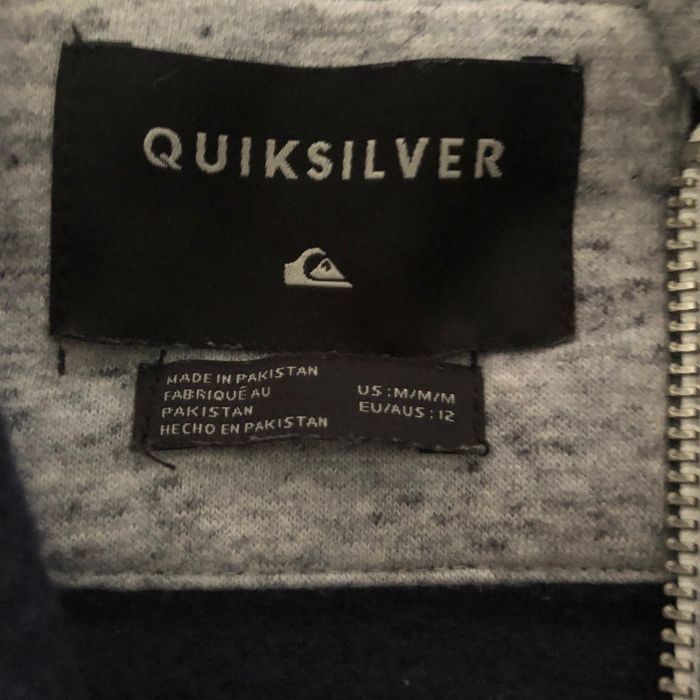 QUIKSILVER
MADE IN PAKISTAN
FABRIQUÉ AU
PAKISTAN
HECHO EN PAKISTAN
US : M/M/M
EU/AUS : 12